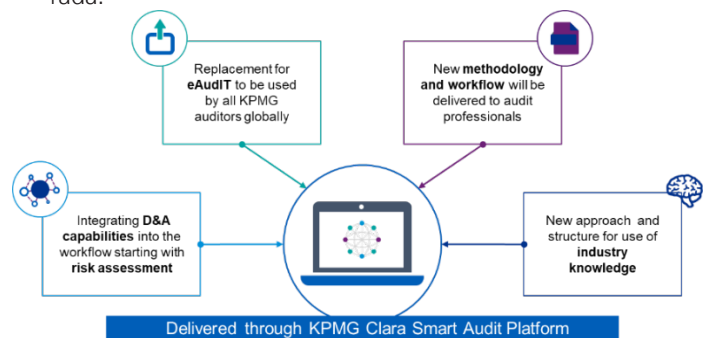 Replacement for
eAudIT to be used
by all KPMG
auditors globally
New methodology
and workflow will be
delivered to audit
professionals
Integrating D&A
capabilities into the
workflow starting with
risk assessment
New approach and
structure for use of
industry
knowledge
Delivered through KPMG Clara Smart Audit Platform